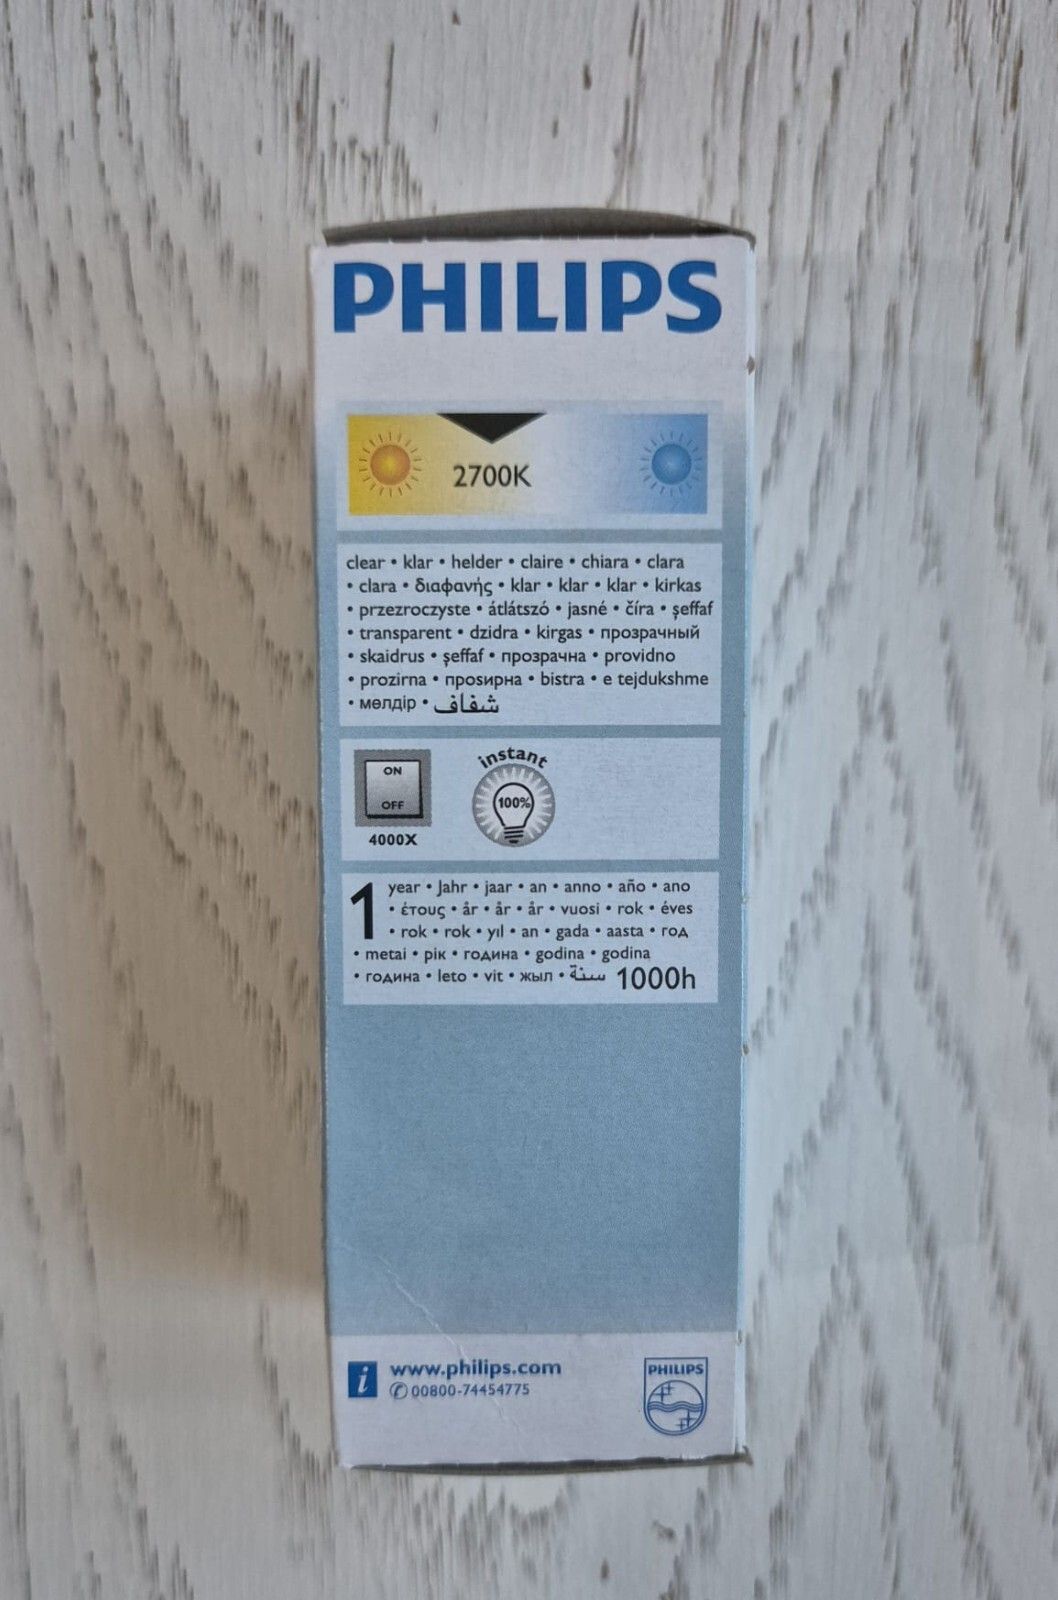 PHILIPS
2700K
clear • klar • helder • claire • chiara • clara
• clara • διαφανής • klar • klar • klar • kirkas
• przezroczyste • átlátszó • jasné • číra • şeffaf
• transparent • dzidra • kirgas • прозрачный
• skaidrus • şeffaf • прозрачна • providno
• prozirna • просирна • bistra • e tejdukshme
• мөлдір • شفاف
ON
OFF
4000X
instant
100%
1 year • Jahr • jaar • an • anno • año • ano
• έτους • år • år • år • vuosi • rok • éves
• rok • rok • yıl • an • gada • aasta • год
• metai • рік • година • godina • godina
• година • leto • vit • жыл • سنة 1000h
i www.philips.com
✆ 00800-74454775
PHILIPS